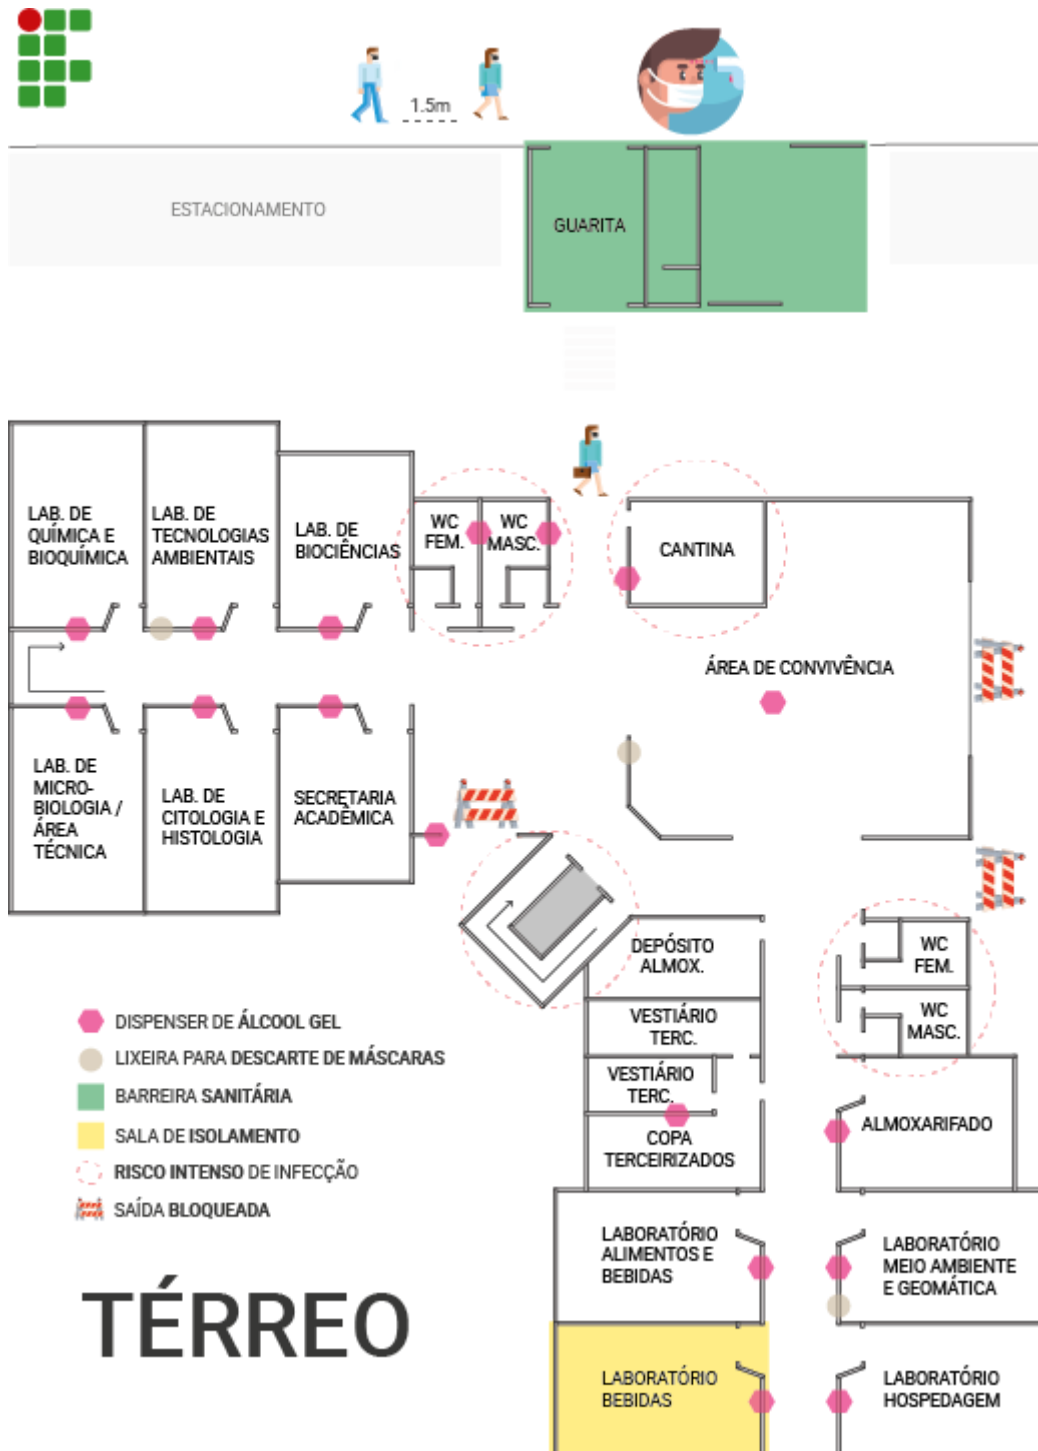 1.5m
ESTACIONAMENTO
GUARITA
LAB. DE
QUÍMICA E
BIOQUÍMICA
LAB. DE
TECNOLOGIAS
AMBIENTAIS
LAB. DE
BIOCIÊNCIAS
WC
FEM.
WC
MASC.
CANTINA
ÁREA DE CONVIVÊNCIA
LAB. DE
MICRO-
BIOLOGIA /
ÁREA
TÉCNICA
LAB. DE
CITOLOGIA E
HISTOLOGIA
SECRETARIA
ACADÊMICA
DEPÓSITO
ALMOX.
WC
FEM.
VESTIÁRIO
TERC.
WC
MASC.
VESTIÁRIO
TERC.
COPA
TERCEIRIZADOS
ALMOXARIFADO
DISPENSER DE ÁLCOOL GEL
LIXEIRA PARA DESCARTE DE MÁSCARAS
BARREIRA SANITÁRIA
SALA DE ISOLAMENTO
RISCO INTENSO DE INFECÇÃO
SAÍDA BLOQUEADA
LABORATÓRIO
ALIMENTOS E
BEBIDAS
LABORATÓRIO
MEIO AMBIENTE
E GEOMÁTICA
TÉRREO
LABORATÓRIO
BEBIDAS
LABORATÓRIO
HOSPEDAGEM